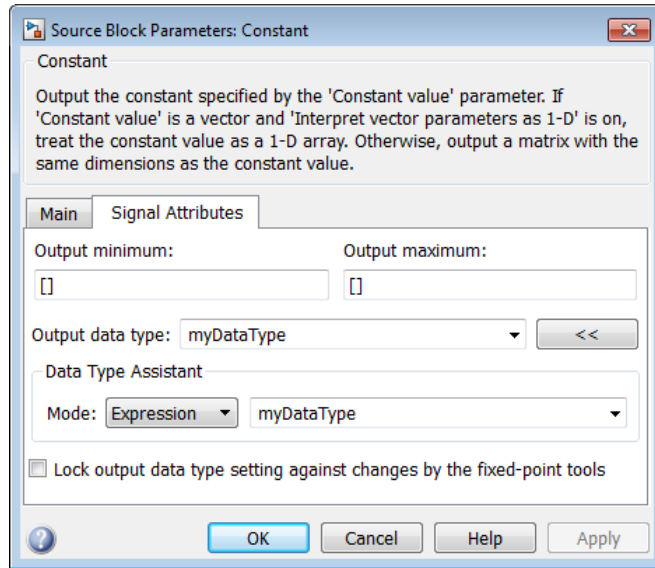 Source Block Parameters: Constant
Constant
Output the constant specified by the 'Constant value' parameter. If
'Constant value' is a vector and 'Interpret vector parameters as 1-D' is on,
treat the constant value as a 1-D array. Otherwise, output a matrix with the
same dimensions as the constant value.
Main Signal Attributes
Output minimum: Output maximum:
[] []
Output data type: myDataType <<
Data Type Assistant
Mode: Expression myDataType
Lock output data type setting against changes by the fixed-point tools
? OK Cancel Help Apply